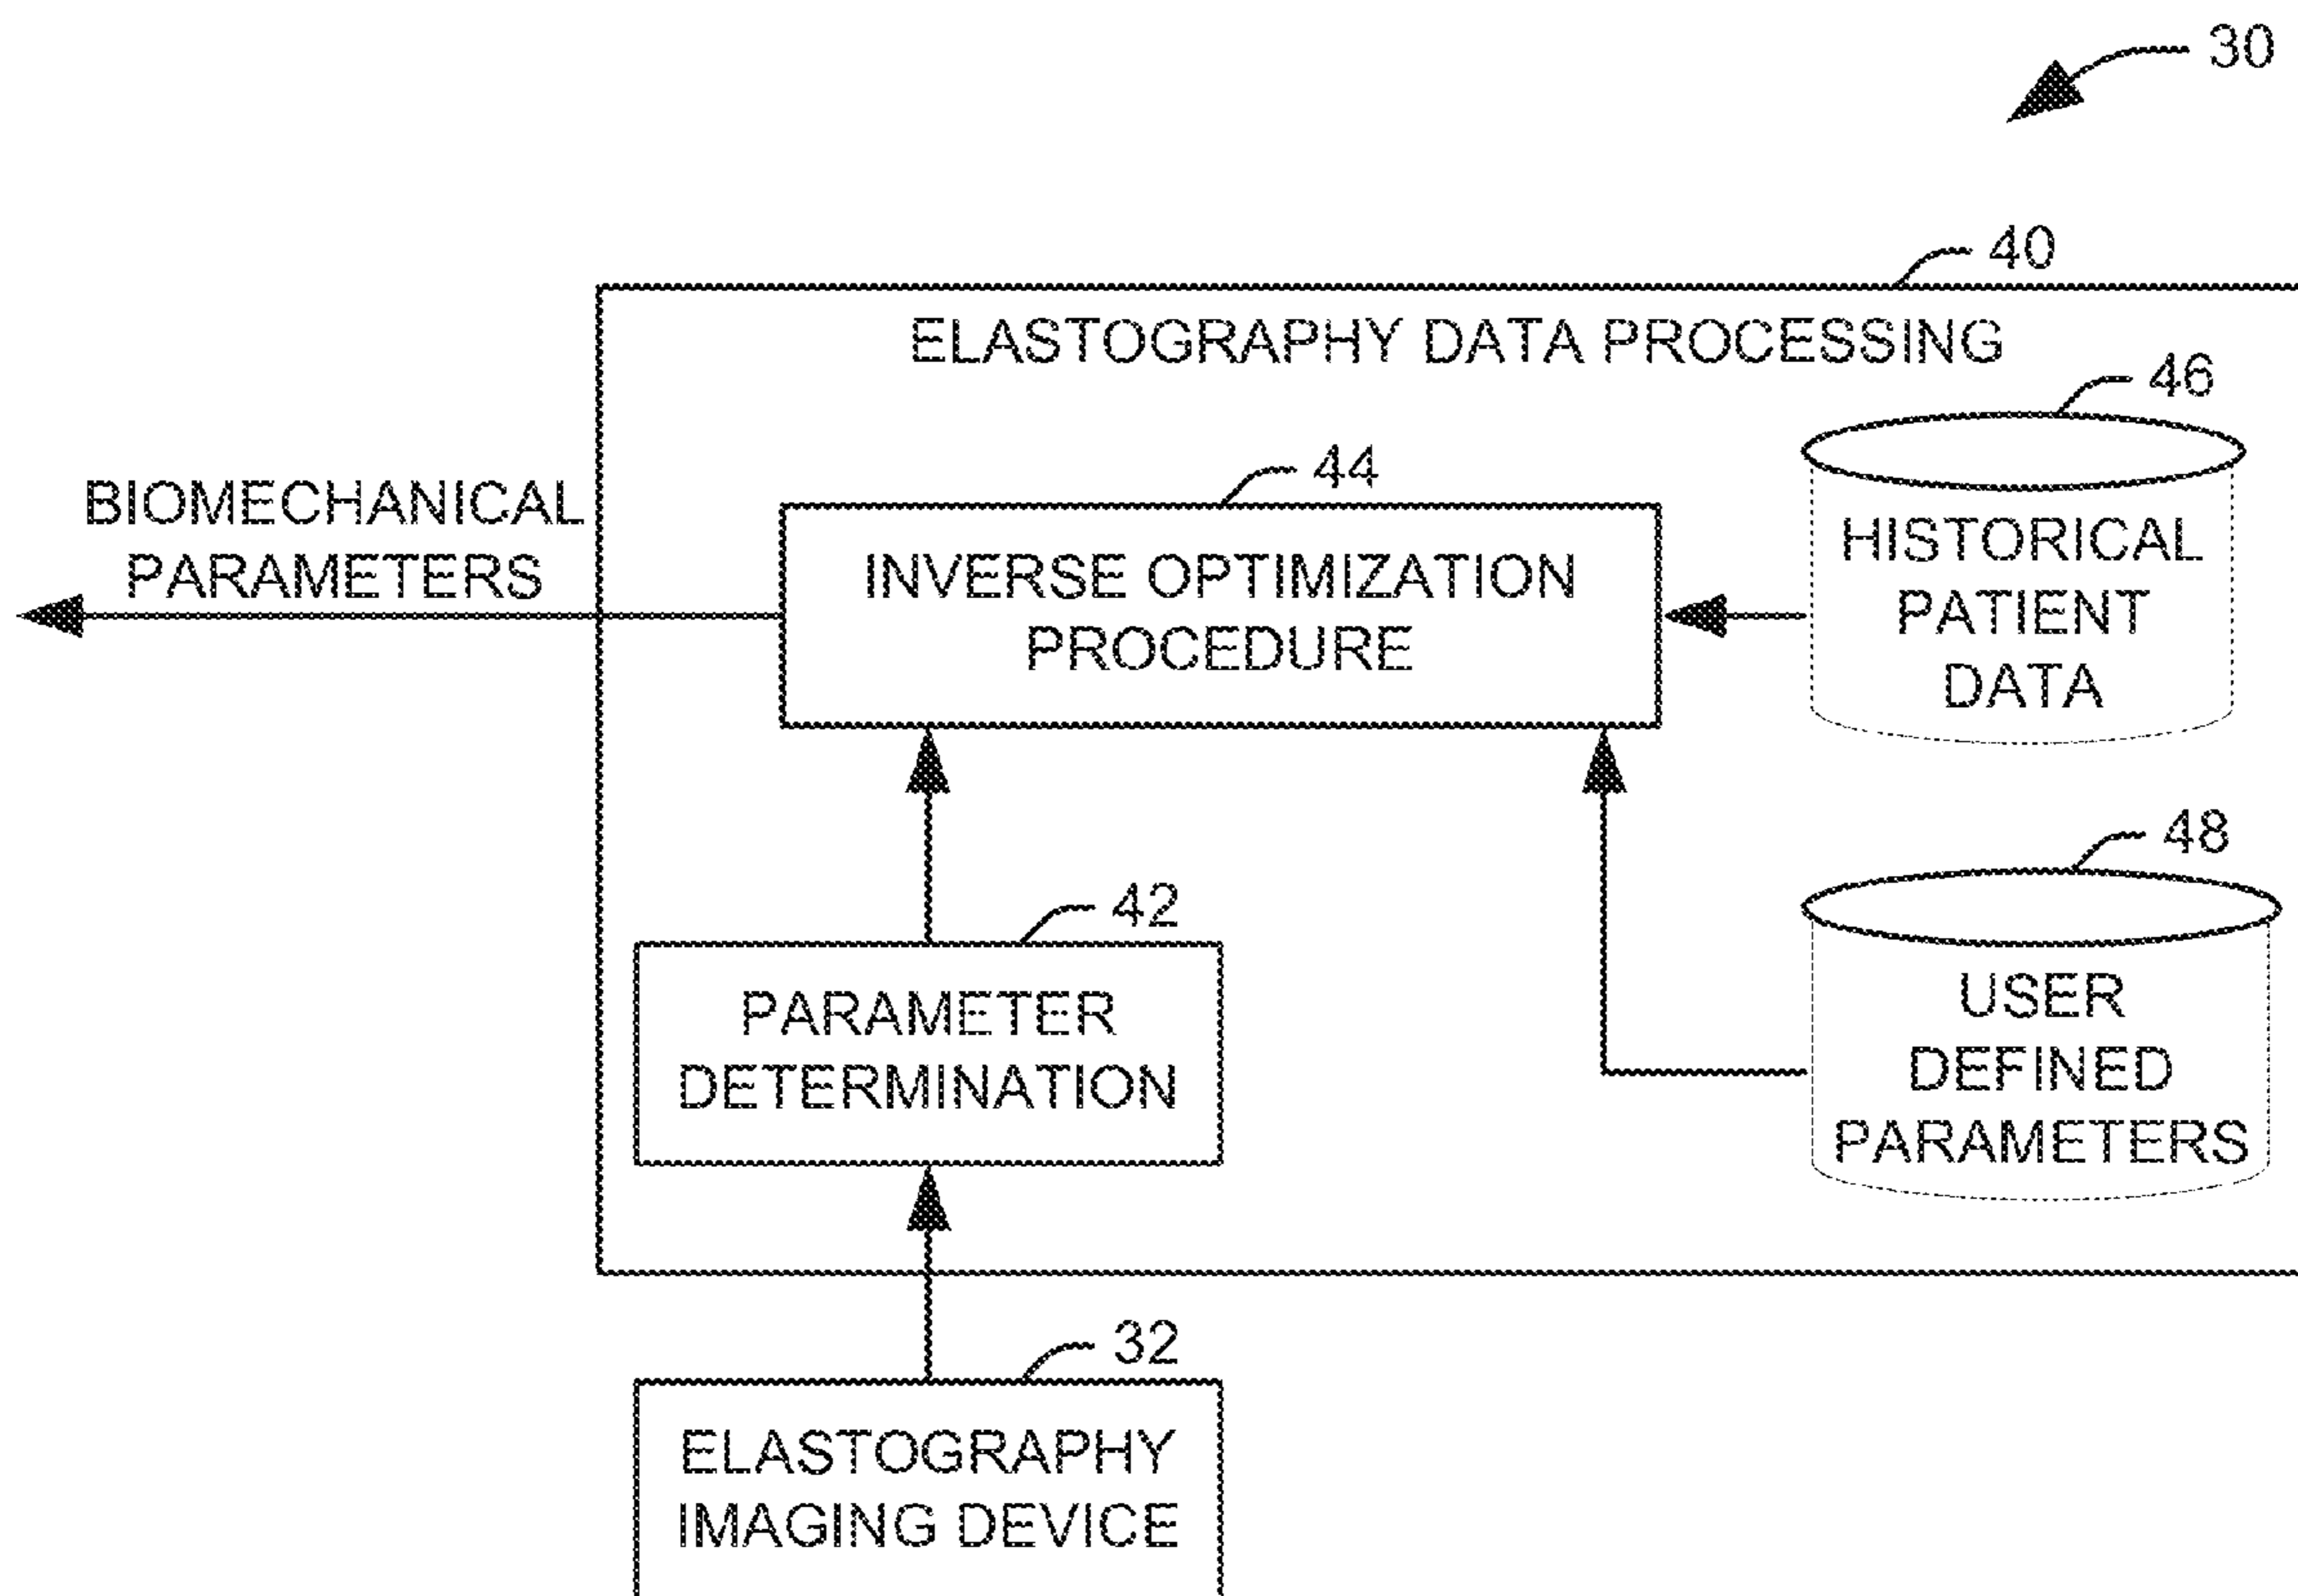 30
40
ELASTOGRAPHY DATA PROCESSING
46
44
BIOMECHANICAL
PARAMETERS
INVERSE OPTIMIZATION
PROCEDURE
HISTORICAL
PATIENT
DATA
48
42
PARAMETER
DETERMINATION
USER
DEFINED
PARAMETERS
32
ELASTOGRAPHY
IMAGING DEVICE